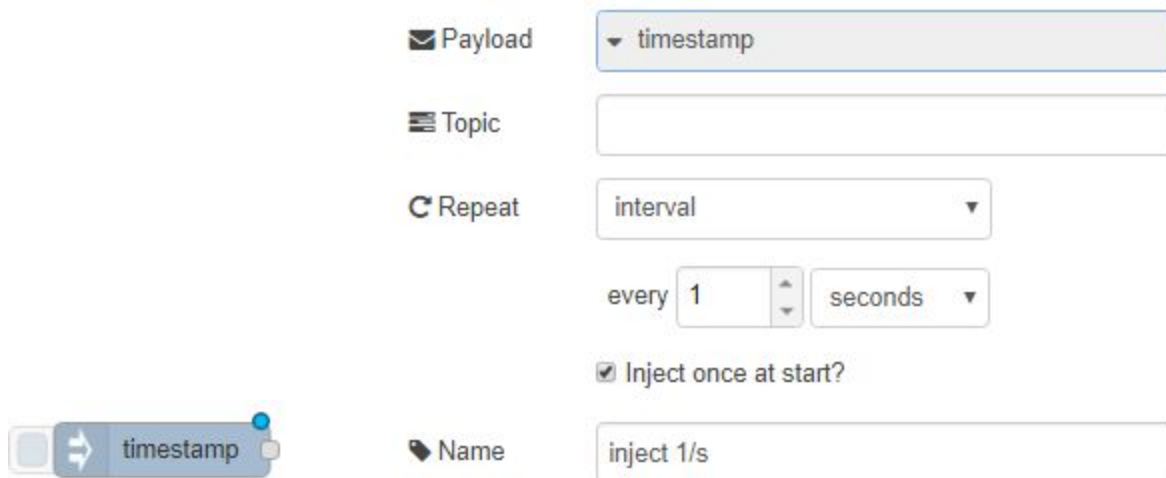 Payload
timestamp
Topic
Repeat
interval
every 1 seconds
Inject once at start?
timestamp
Name
inject 1/s